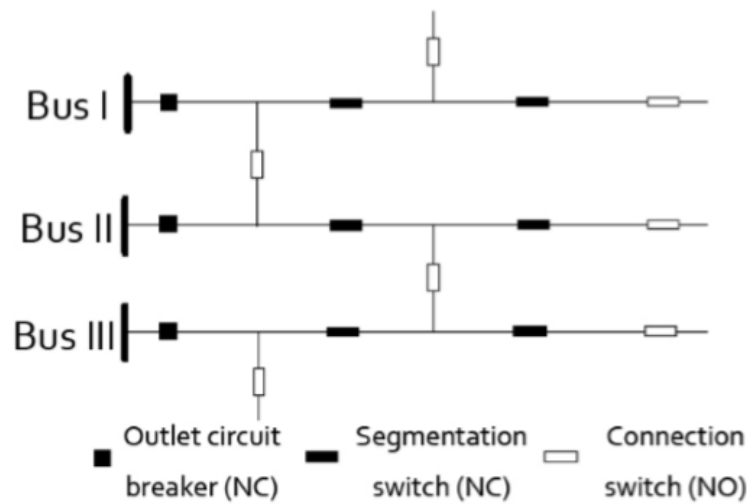 Bus I
Bus II
Bus III
Outlet circuit
breaker (NC)
Segmentation
switch (NC)
Connection
switch (NO)